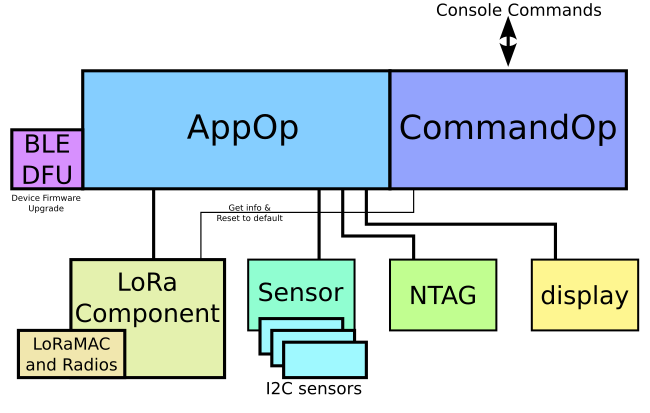 Console Commands
AppOp
CommandOp
BLE
DFU
Device Firmware
Upgrade
Get info &
Reset to default
LoRa
Component
LoRaMAC
and Radios
Sensor
I2C sensors
NTAG
display